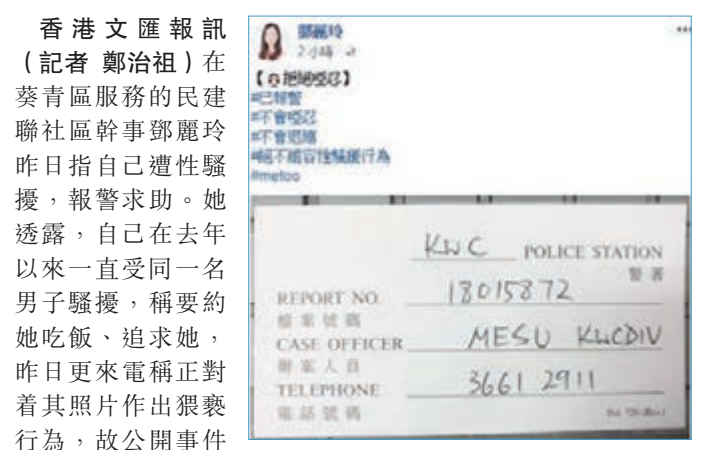 香港文匯報訊
（記者 鄭治祖）在
葵青區服務的民建
聯社區幹事鄧麗玲
昨日指自己遭性騷
擾，報警求助。她
透露，自己在去年
以來一直受同一名
男子騷擾，稱要約
她吃飯、追求她，
昨日更來電稱正對
着其照片作出猥褻
行為，故公開事件
鄧麗玲
2小時
#已報警
#不會啞忍
#不會退縮
#絕不縱容性騷擾行為
#metoo
KWC POLICE STATION
警署
REPORT NO. 18015872
檔案號碼
CASE OFFICER MESU KWCDIV
辦案人員
TELEPHONE 3661 2911
電話號碼